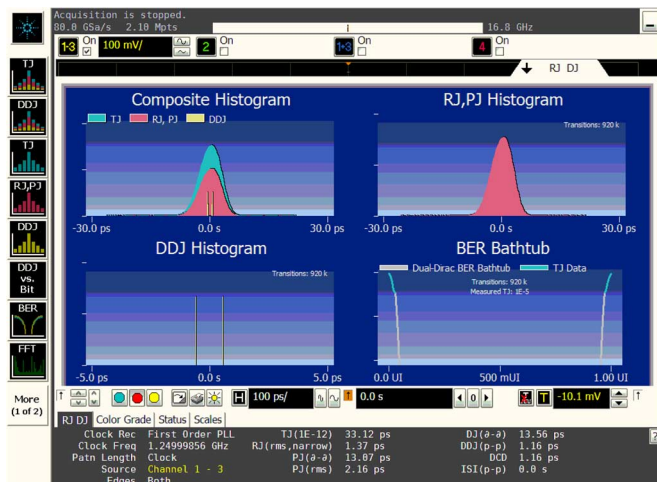 Acquisition is stopped.
80.0 GSa/s 2.10 Mpts
16.8 GHz
1-3 On 100 mV/ 2 On 1-3 On 4 On
RJ DJ
TJ
DDJ
TJ
RJ,PJ
DDJ
DDJ
vs.
Bit
BER
FFT
More
(1 of 2)
Composite Histogram
TJ RJ, PJ DDJ
-30.0 ps 0.0 s 30.0 ps
RJ,PJ Histogram
Transitions: 920 k
-30.0 ps 0.0 s 30.0 ps
DDJ Histogram
Transitions: 920 k
-5.0 ps 0.0 s 5.0 ps
BER Bathtub
Dual-Dirac BER Bathtub TJ Data
Transitions: 920 k
Measured TJ: 1E-5
0.0 UI 500 mUI 1.00 UI
H 100 ps/ 0.0 s 0 T -10.1 mV
RJ DJ Color Grade Status Scales
Clock Rec First Order PLL TJ(1E-12) 33.12 ps DJ(∂-∂) 13.56 ps
Clock Freq 1.24999856 GHz RJ(rms,narrow) 1.37 ps DDJ(p-p) 1.16 ps
Patn Length Clock PJ(∂-∂) 13.07 ps DCD 1.16 ps
Source Channel 1 - 3 PJ(rms) 2.16 ps ISI(p-p) 0.0 s
Edges Both